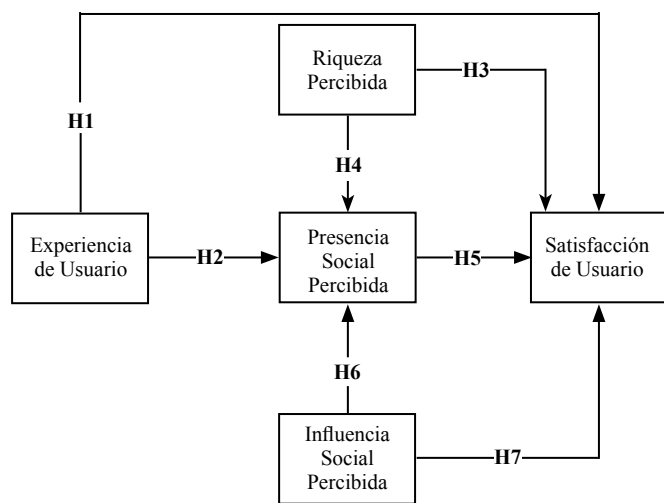 Riqueza
Percibida
H3
H1
H4
Experiencia
de Usuario
H2
Presencia
Social
Percibida
H5
Satisfacción
de Usuario
H6
Influencia
Social
Percibida
H7